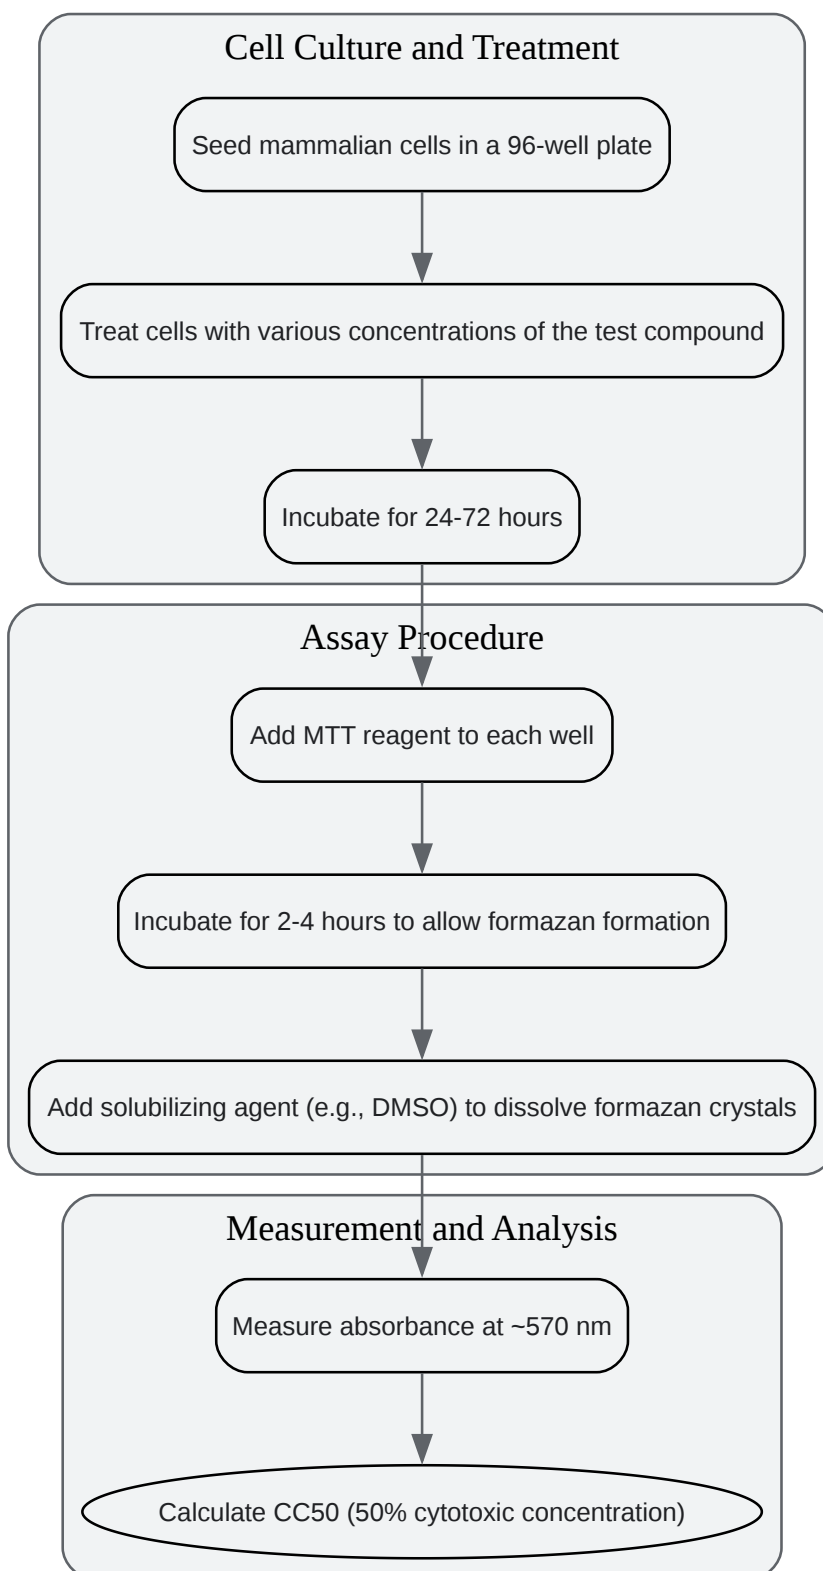 Cell Culture and Treatment
Seed mammalian cells in a 96-well plate
Treat cells with various concentrations of the test compound
Incubate for 24-72 hours
Assay Procedure
Add MTT reagent to each well
Incubate for 2-4 hours to allow formazan formation
Add solubilizing agent (e.g., DMSO) to dissolve formazan crystals
Measurement and Analysis
Measure absorbance at ~570 nm
Calculate CC50 (50% cytotoxic concentration)